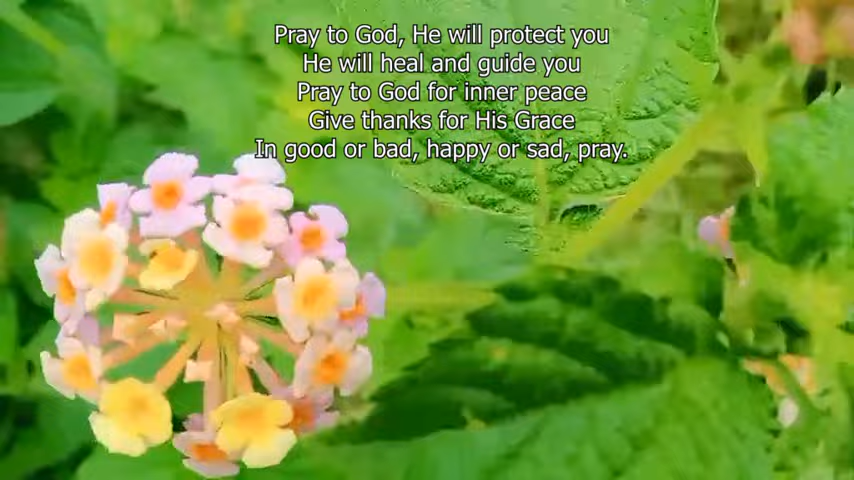 Pray to God, He will protect you
He will heal and guide you
Pray to God for inner peace
Give thanks for His Grace
In good or bad, happy or sad, pray.